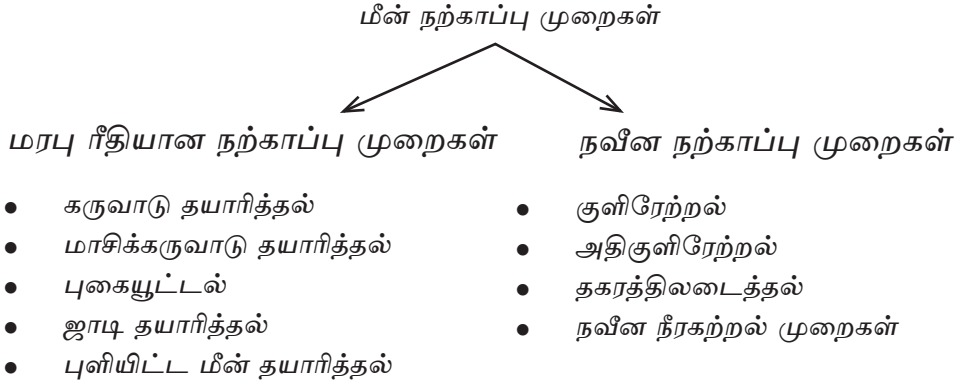 மீன் நற்காப்பு முறைகள்
மரபு ரீதியான நற்காப்பு முறைகள்
● கருவாடு தயாரித்தல்
● மாசிக்கருவாடு தயாரித்தல்
● புகையூட்டல்
● ஜாடி தயாரித்தல்
● புளியிட்ட மீன் தயாரித்தல்
நவீன நற்காப்பு முறைகள்
● குளிரேற்றல்
● அதிகுளிரேற்றல்
● தகரத்திலடைத்தல்
● நவீன நீரகற்றல் முறைகள்